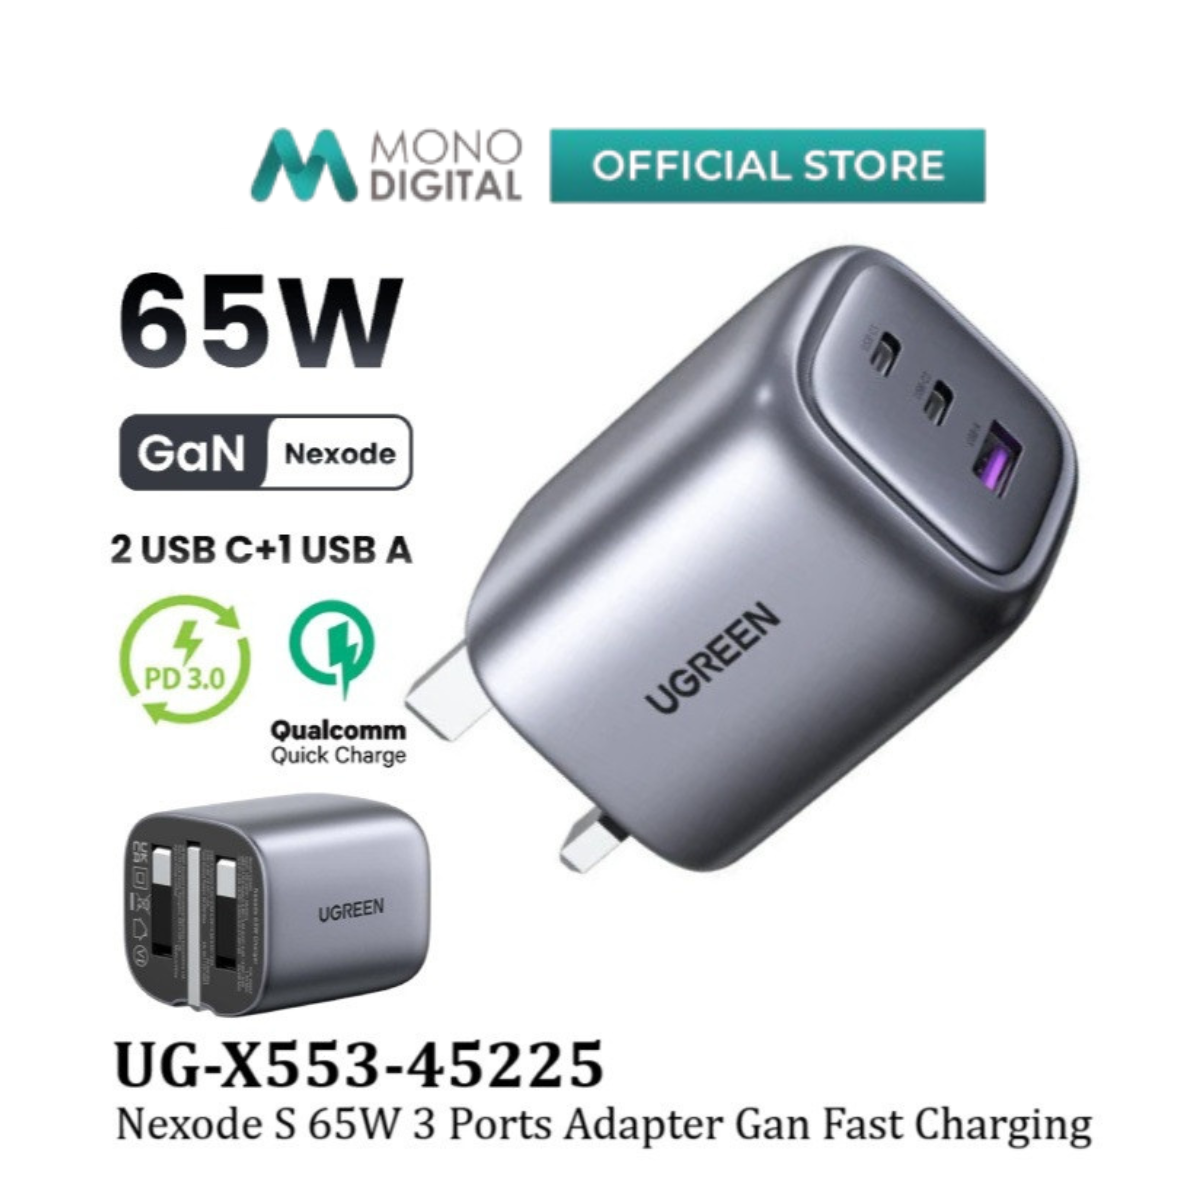 MONO
DIGITAL
OFFICIAL STORE
65W
GaN Nexode
2 USB C+1 USB A
PD 3.0
Qualcomm
Quick Charge
UGREEN
UGREEN
UG-X553-45225
Nexode S 65W 3 Ports Adapter Gan Fast Charging